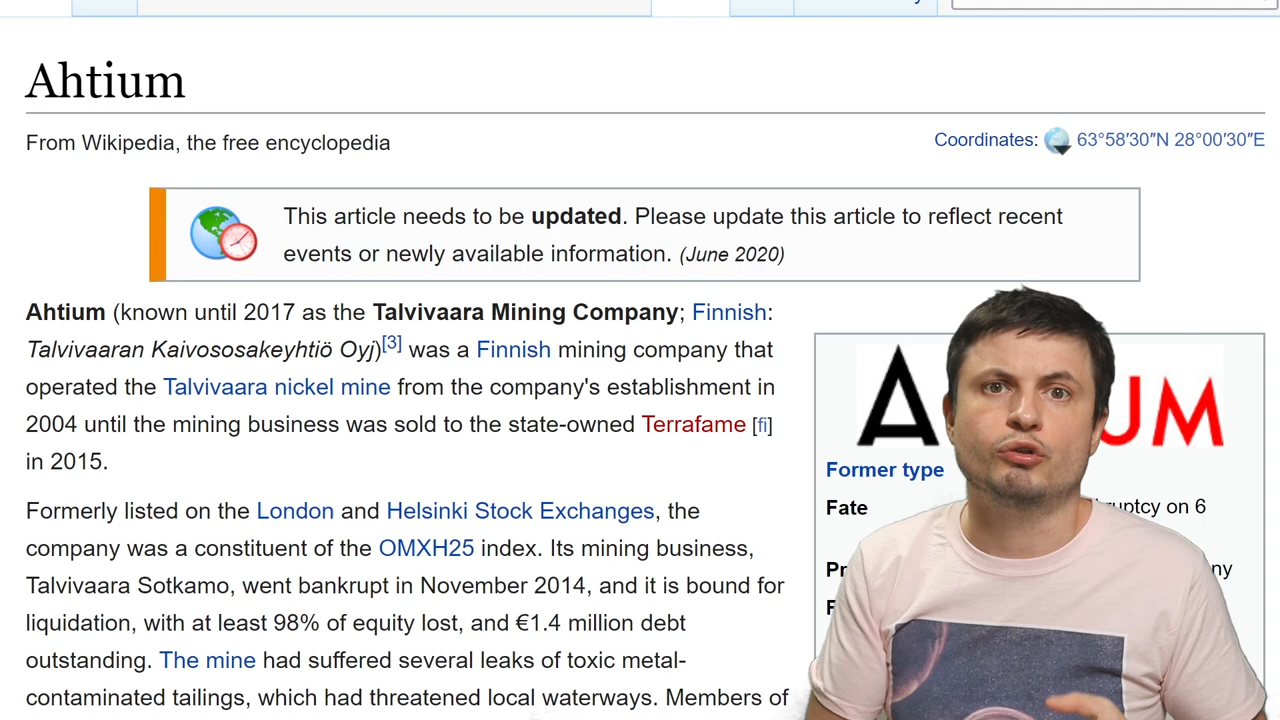 Ahtium
From Wikipedia, the free encyclopedia
Coordinates: 63°58′30″N 28°00′30″E
This article needs to be updated. Please update this article to reflect recent
events or newly available information. (June 2020)
Ahtium (known until 2017 as the Talvivaara Mining Company; Finnish:
Talvivaaran Kaivososakeyhtiö Oyj)[3] was a Finnish mining company that
operated the Talvivaara nickel mine from the company's establishment in
2004 until the mining business was sold to the state-owned Terrafame [fi]
in 2015.
Formerly listed on the London and Helsinki Stock Exchanges, the
company was a constituent of the OMXH25 index. Its mining business,
Talvivaara Sotkamo, went bankrupt in November 2014, and it is bound for
liquidation, with at least 98% of equity lost, and €1.4 million debt
outstanding. The mine had suffered several leaks of toxic metal-
contaminated tailings, which had threatened local waterways. Members of
A UM
Former type
Fate on 6